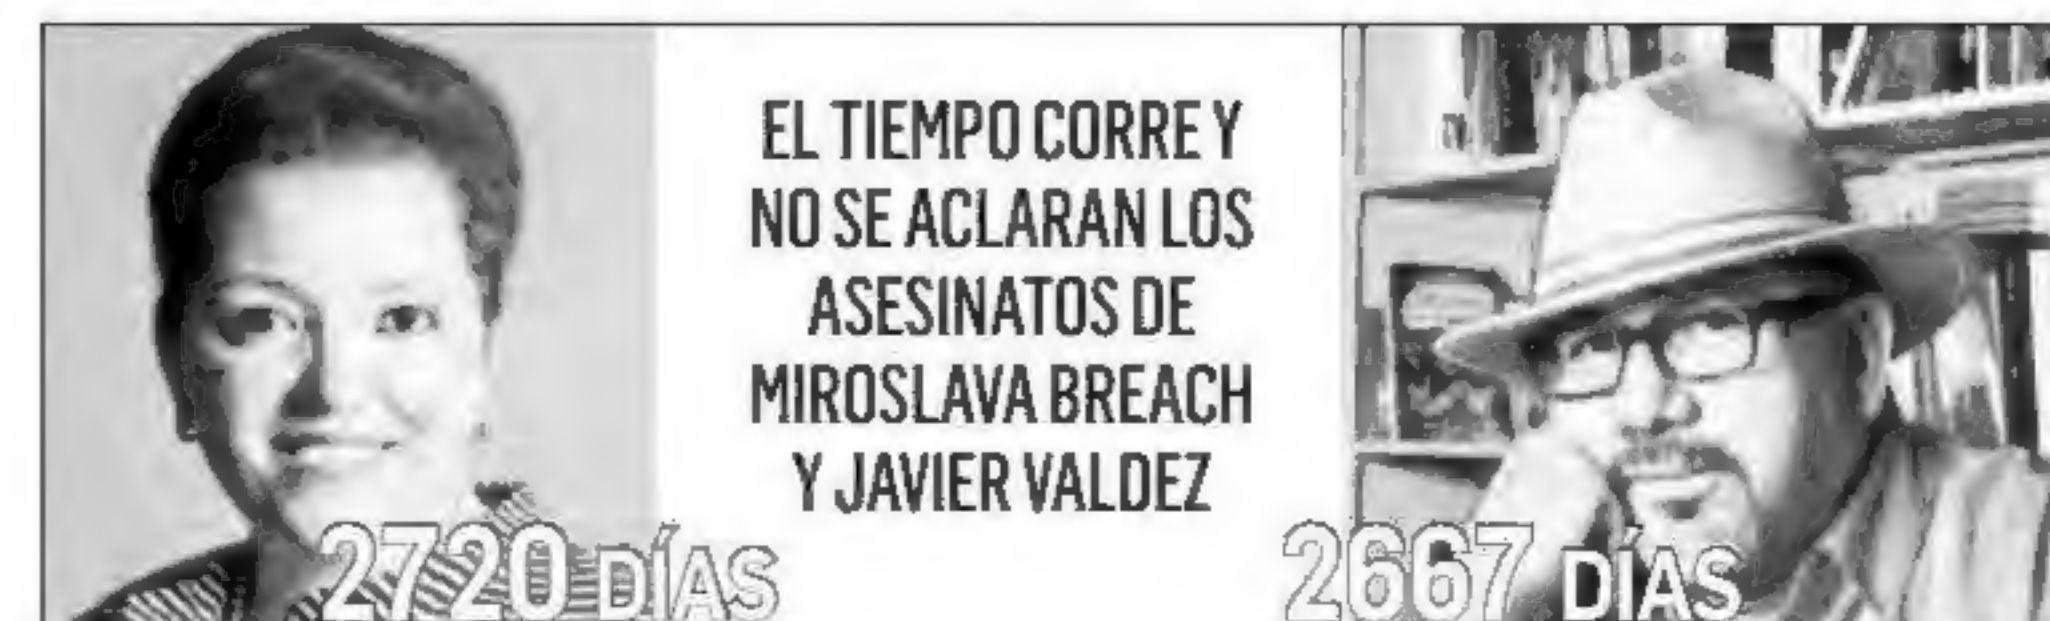 EL TIEMPO CORRE Y
NO SE ACLARAN LOS
ASESINATOS DE
MIROSLAVA BREACH
Y JAVIER VALDEZ
2720 DÍAS
2667 DÍAS